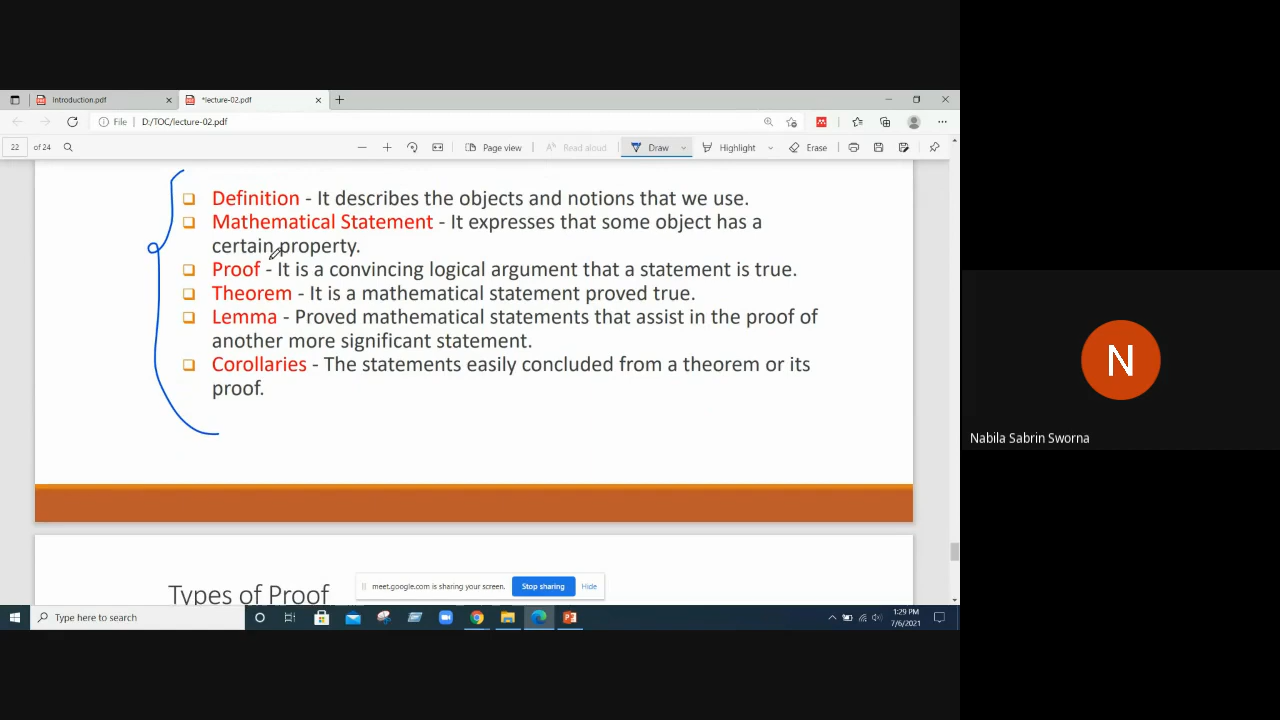 Introduction.pdf
*lecture-02.pdf
File D:/TOC/lecture-02.pdf
22 of 24 Page view Read aloud Draw Highlight Erase
Definition - It describes the objects and notions that we use.
Mathematical Statement - It expresses that some object has a
certain property.
Proof - It is a convincing logical argument that a statement is true.
Theorem - It is a mathematical statement proved true.
Lemma - Proved mathematical statements that assist in the proof of
another more significant statement.
Corollaries - The statements easily concluded from a theorem or its
proof.
Types of Proof
meet.google.com is sharing your screen. Stop sharing Hide
Type here to search
1:29 PM
7/6/2021
N
Nabila Sabrin Sworna